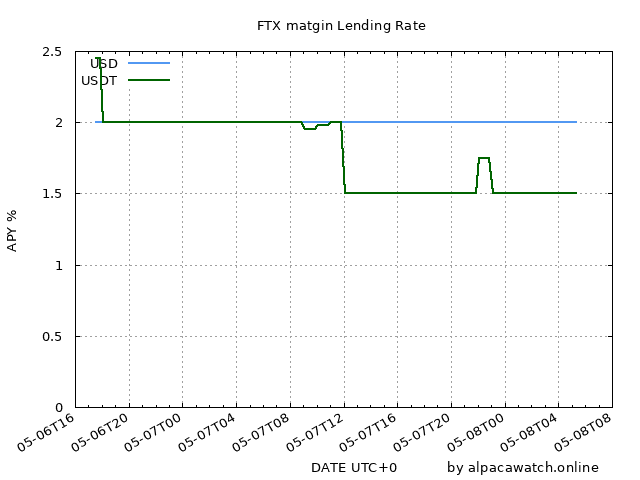 FTX matgin Lending Rate
2.5
USD
USDT
2
1.5
APY %
1
0.5
0
05-06T16 05-06T20 05-07T00 05-07T04 05-07T08 05-07T12 05-07T16 05-07T20 05-08T00 05-08T04 05-08T08
DATE UTC+0 by alpacawatch.online